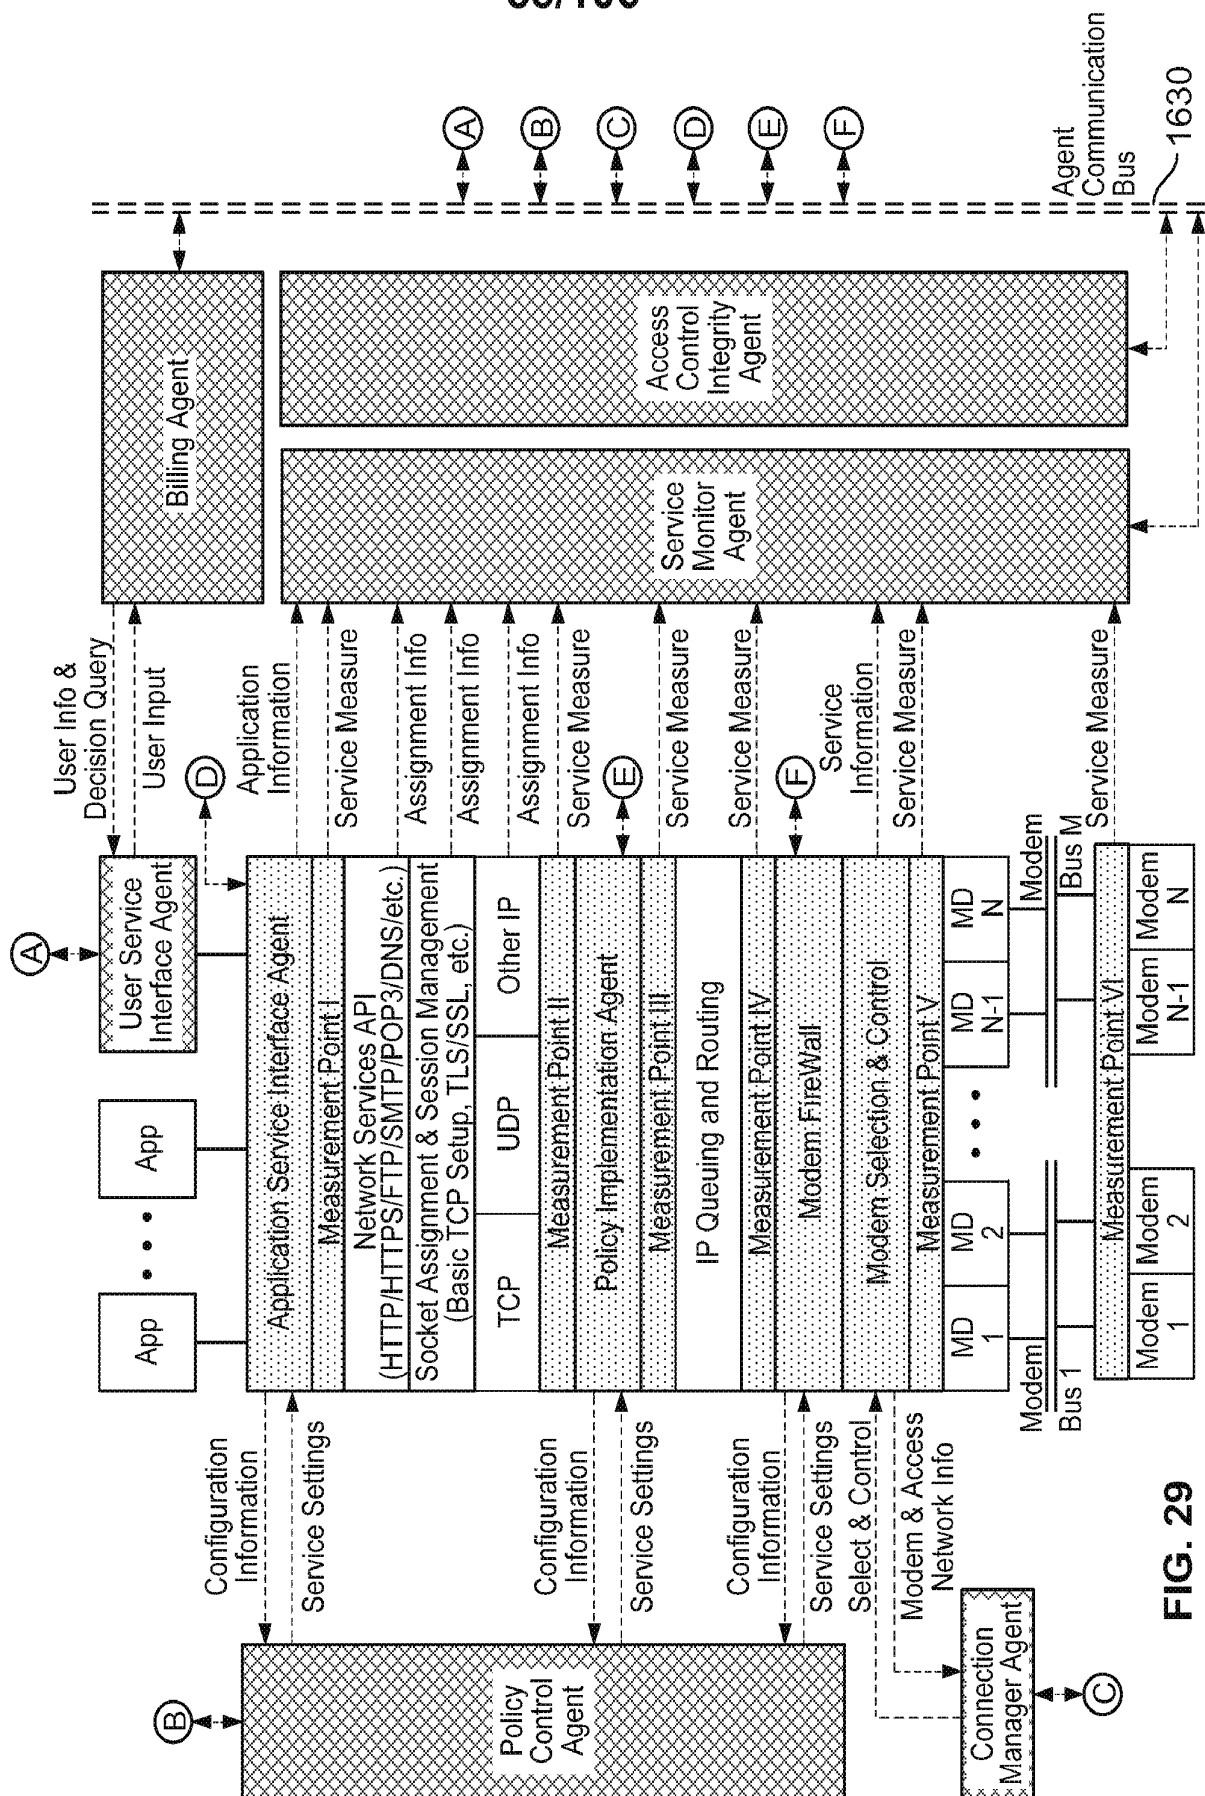 A
B
C
D
E
F
Agent
Communication
Bus
1630
Billing Agent
Access
Control
Integrity
Agent
Service
Monitor
Agent
User Info &
Decision Query
User Input
D
Application
Information
Service Measure
Assignment Info
Assignment Info
Assignment Info
Service Measure
E
Service Measure
Service Measure
F
Service
Information
Service Measure
Service Measure
A
User Service
Interface Agent
App
• • •
App
Application Service Interface Agent
Measurement Point I
Network Services API
(HTTP/HTTPS/FTP/SMTP/POP3/DNS/etc.)
Socket Assignment & Session Management
(Basic TCP Setup, TLS/SSL, etc.)
TCP
UDP
Other IP
Measurement Point II
Policy Implementation Agent
Measurement Point III
IP Queuing and Routing
Measurement Point IV
Modem FireWall
Modem Selection & Control
Measurement Point V
MD
1
MD
2
• • •
MD
N-1
MD
N
Modem
Bus 1
Modem
Bus M
Measurement Point VI
Modem
1
Modem
2
Modem
N-1
Modem
N
Configuration
Information
Service Settings
Configuration
Information
Service Settings
Configuration
Information
Service Settings
Select & Control
Modem & Access
Network Info
B
Policy
Control
Agent
Connection
Manager Agent
C
FIG. 29